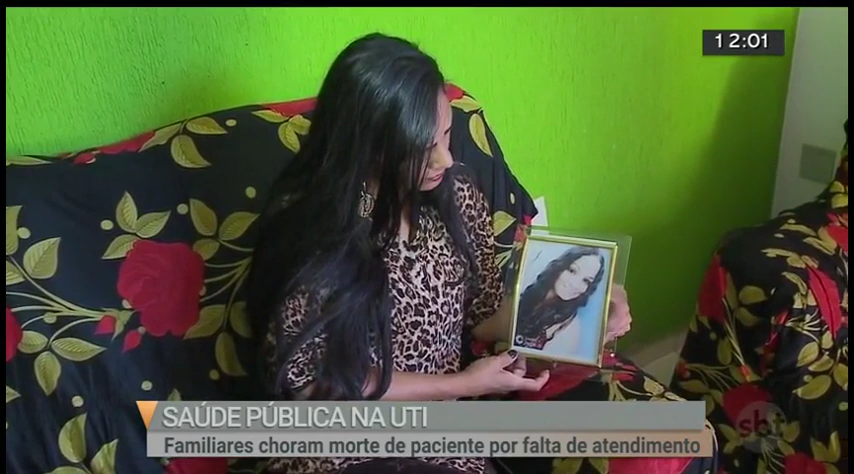 12:01
SAÚDE PÚBLICA NA UTI
Familiares choram morte de paciente por falta de atendimento
sbt